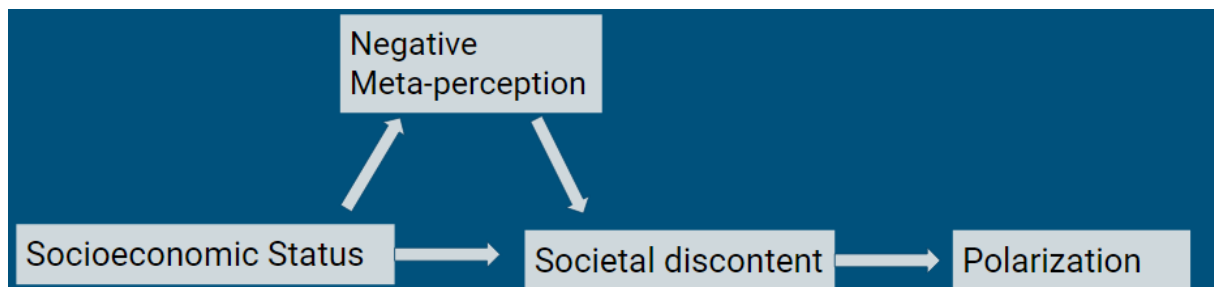 Negative
Meta-perception
Socioeconomic Status
Societal discontent
Polarization